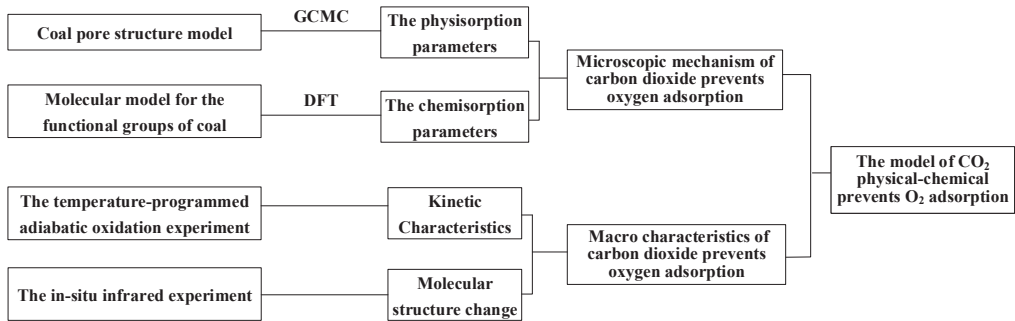 Coal pore structure model
GCMC
The physisorption
parameters
Molecular model for the
functional groups of coal
DFT
The chemisorption
parameters
Microscopic mechanism of
carbon dioxide prevents
oxygen adsorption
The temperature-programmed
adiabatic oxidation experiment
Kinetic
Characteristics
The in-situ infrared experiment
Molecular
structure change
Macro characteristics of
carbon dioxide prevents
oxygen adsorption
The model of CO₂
physical-chemical
prevents O₂ adsorption